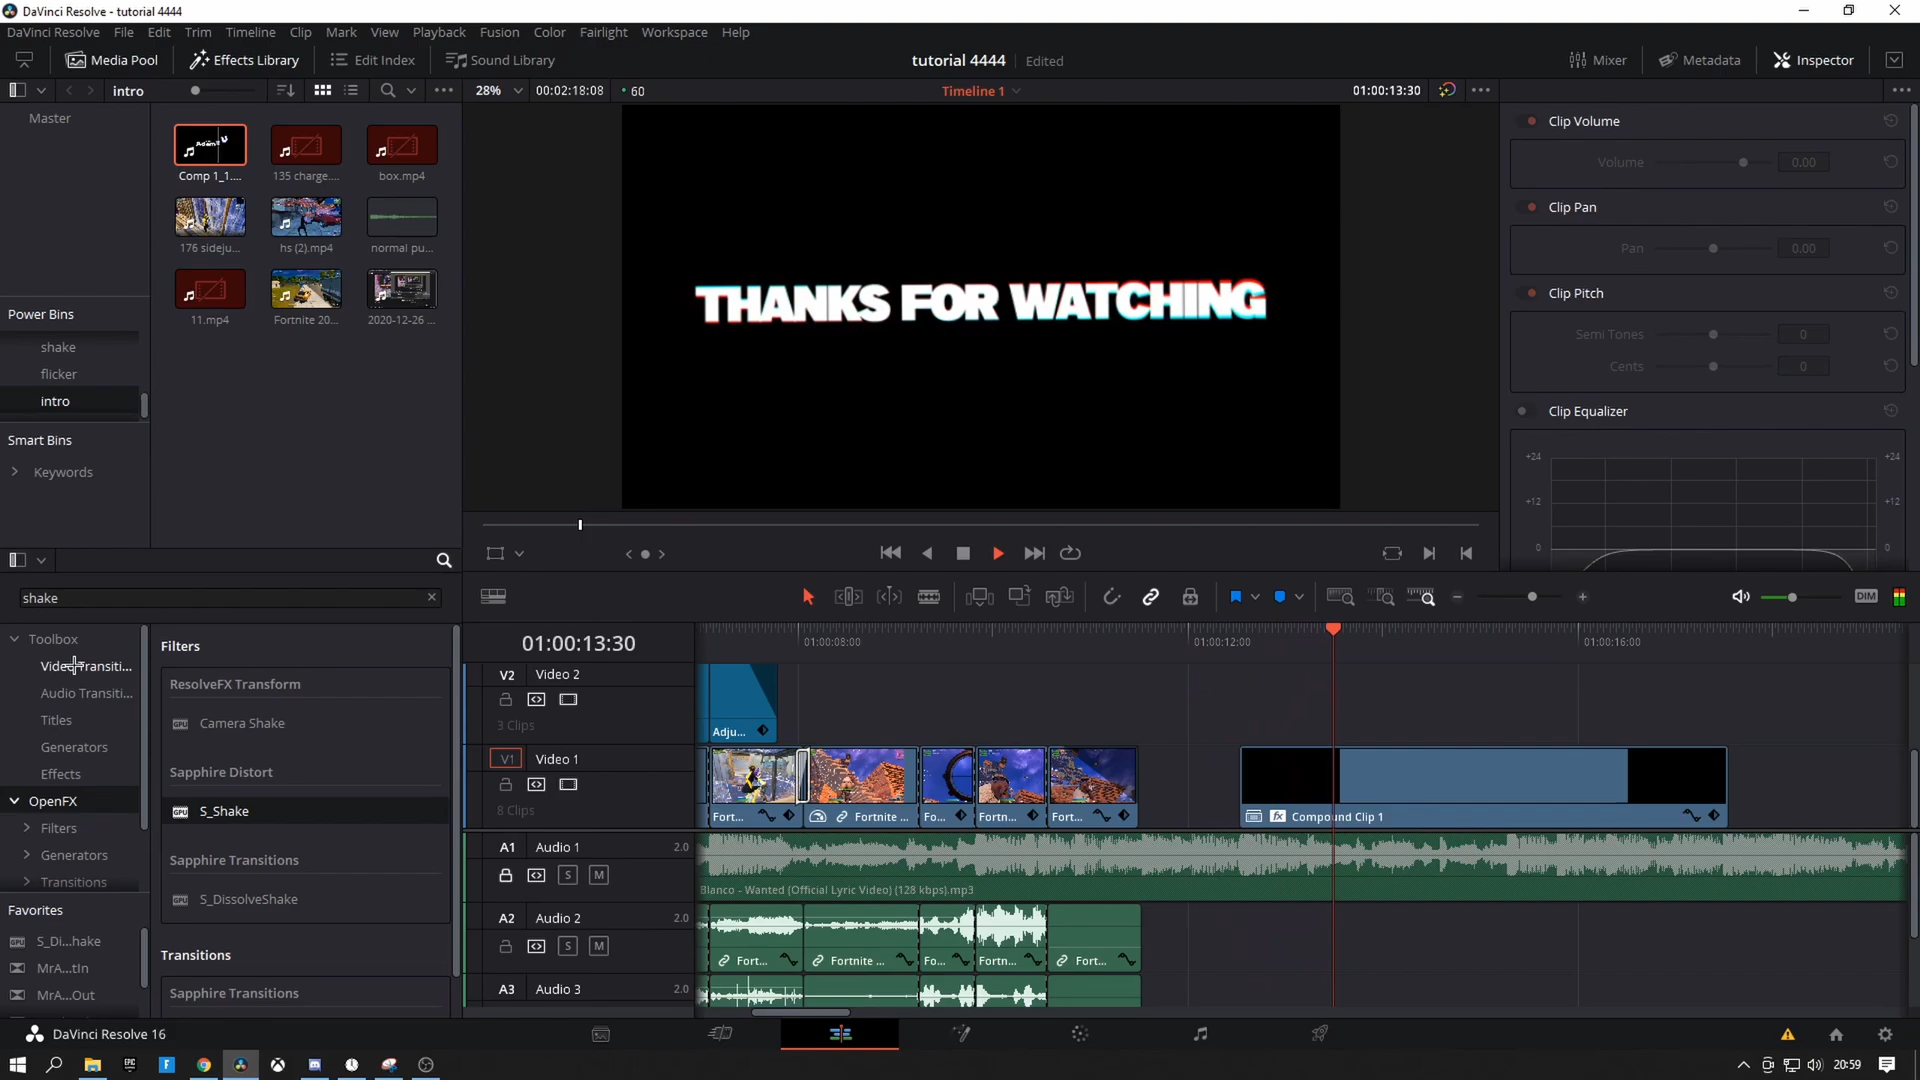 DaVinci Resolve - tutorial 4444
DaVinci Resolve File Edit Trim Timeline Clip Mark View Playback Fusion Color Fairlight Workspace Help
Media Pool Effects Library Edit Index Sound Library tutorial 4444 Edited Mixer Metadata Inspector
intro 28% 00:02:18:08 60 Timeline 1 01:00:13:30
Master
Comp 1_1.... 135 charge.... box.mp4
176 sideju... hs (2).mp4 normal pu...
11.mp4 Fortnite 20... 2020-12-26 ...
Power Bins
shake
flicker
intro
Smart Bins
Keywords
THANKS FOR WATCHING
Clip Volume
Volume 0.00
Clip Pan
Pan 0.00
Clip Pitch
Semi Tones 0
Cents 0
Clip Equalizer
+24 +24
+12 +12
0 0
shake
Toolbox
Video Transiti...
Audio Transiti...
Titles
Generators
Effects
OpenFX
Filters
Generators
Transitions
Favorites
S_Di...hake
MrA...tIn
MrA...Out
Filters
ResolveFX Transform
GPU Camera Shake
Sapphire Distort
GPU S_Shake
Sapphire Transitions
GPU S_DissolveShake
Transitions
Sapphire Transitions
DIM
01:00:13:30 01:00:08:00 01:00:12:00 01:00:16:00
V2 Video 2
3 Clips
Adju...
V1 Video 1
8 Clips
Fort... Fortnite ... Fo... Fortn... Fort... fx Compound Clip 1
A1 Audio 1 2.0
S M
Blanco - Wanted (Official Lyric Video) (128 kbps).mp3
A2 Audio 2 2.0
S M
Fort... Fortnite ... Fo... Fortn... Fort...
A3 Audio 3 2.0
DaVinci Resolve 16
EPIC F 20:59